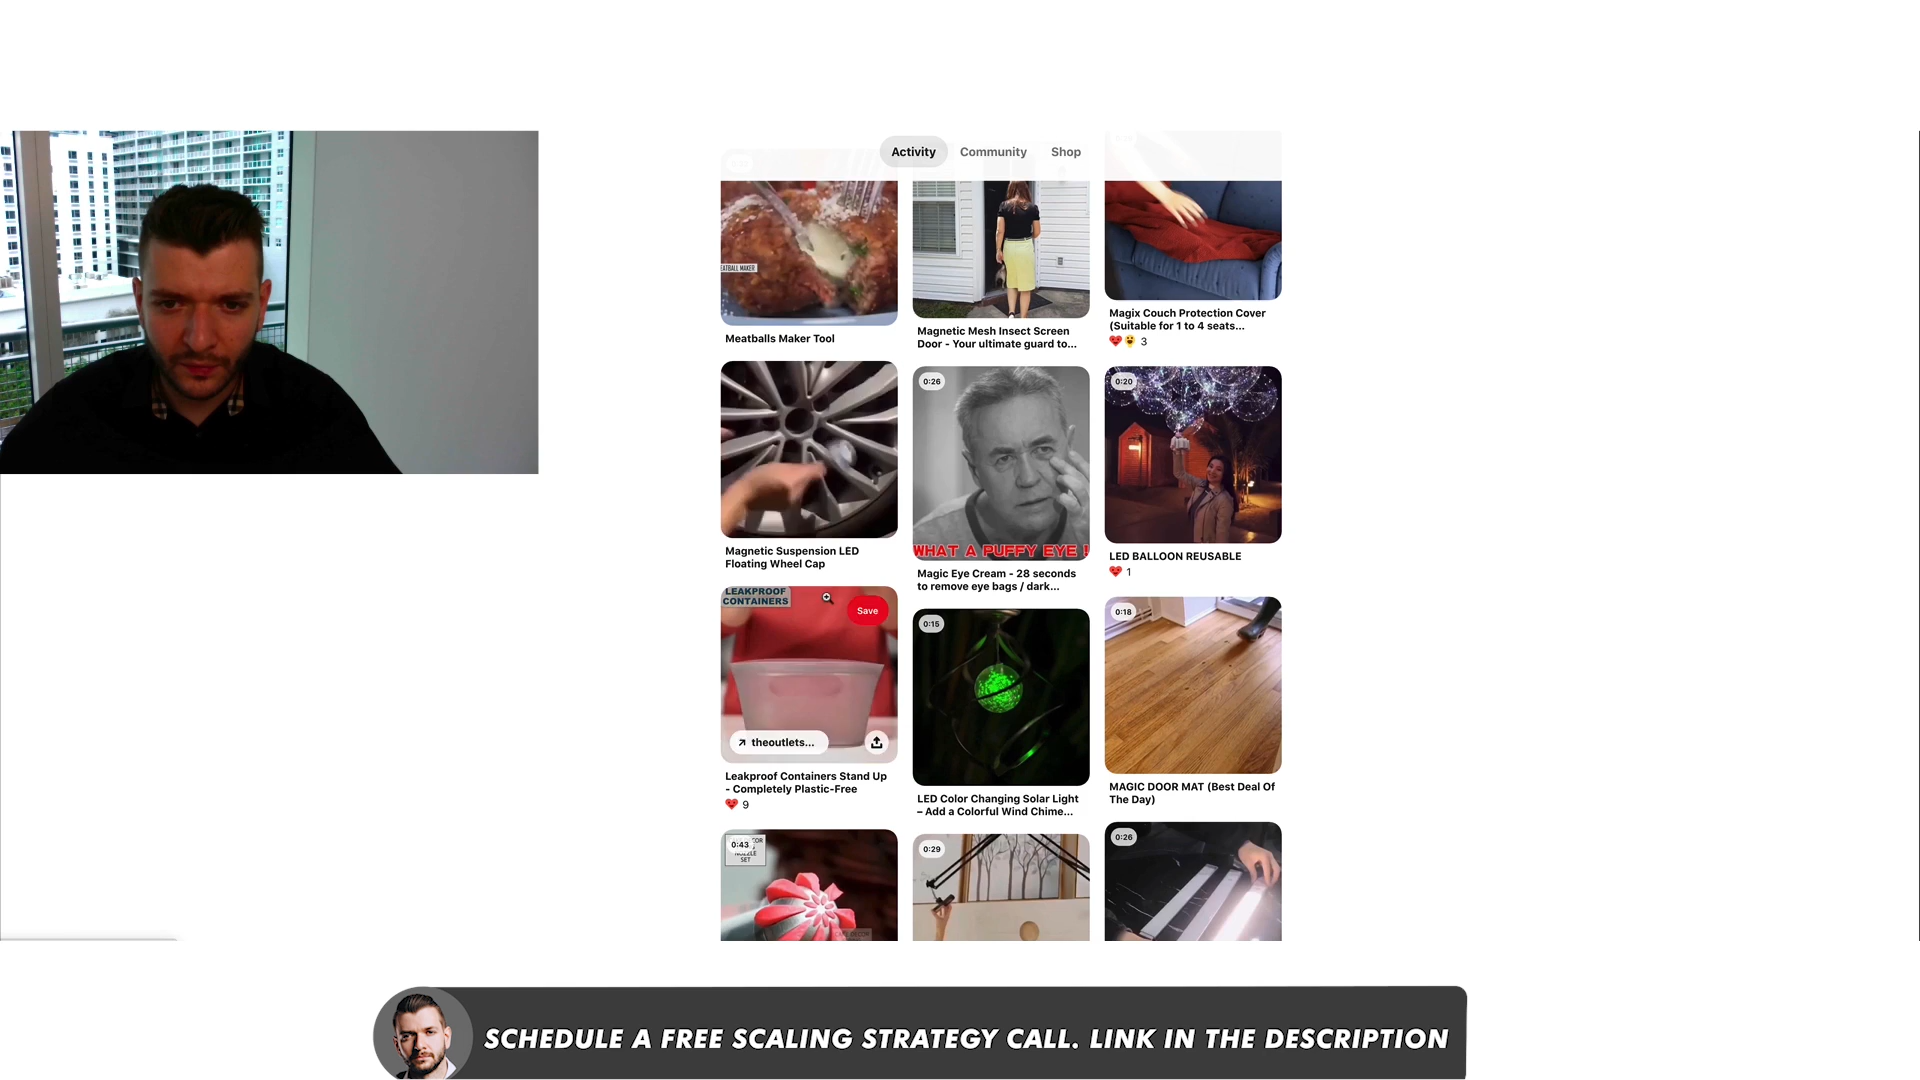 Activity
Community
Shop
EATBALL MAKER
Meatballs Maker Tool
Magnetic Mesh Insect Screen
Door - Your ultimate guard to...
Magix Couch Protection Cover
(Suitable for 1 to 4 seats...
3
Magnetic Suspension LED
Floating Wheel Cap
0:26
WHAT A PUFFY EYE !
Magic Eye Cream - 28 seconds
to remove eye bags / dark...
0:20
LED BALLOON REUSABLE
1
LEAKPROOF
CONTAINERS
Save
theoutlets...
Leakproof Containers Stand Up
- Completely Plastic-Free
9
0:15
LED Color Changing Solar Light
– Add a Colorful Wind Chime...
0:18
MAGIC DOOR MAT (Best Deal Of
The Day)
0:43
SET
0:29
0:26
SCHEDULE A FREE SCALING STRATEGY CALL. LINK IN THE DESCRIPTION